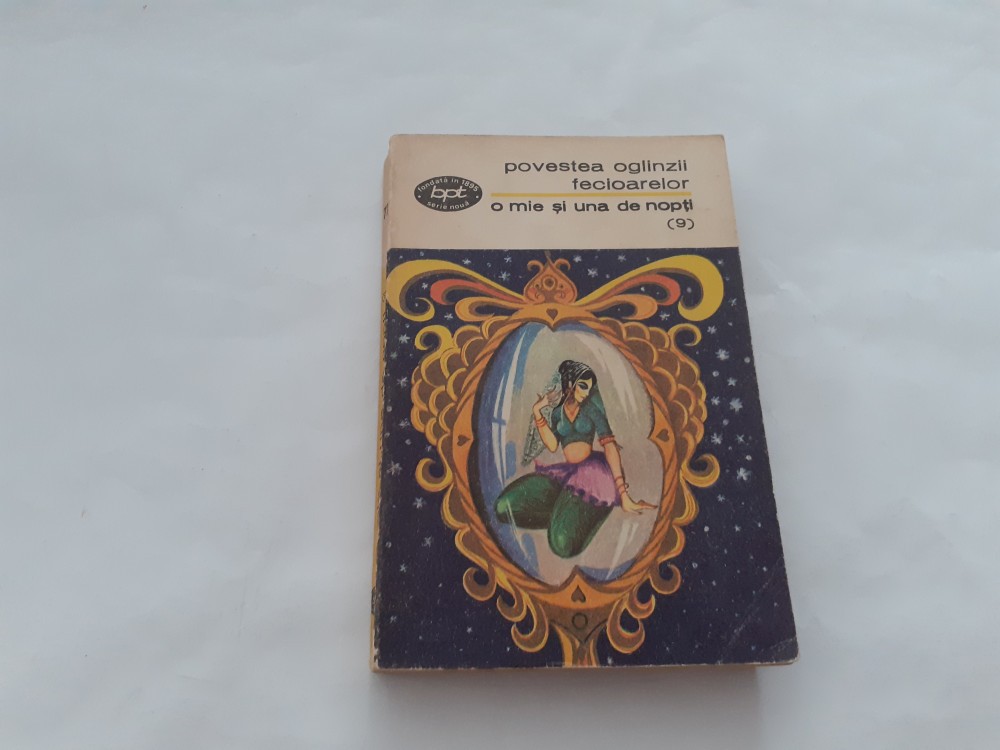 povestea oglinzii
fecioarelor
o mie și una de nopți
(9)
fondată în 1895
bpt
serie nouă